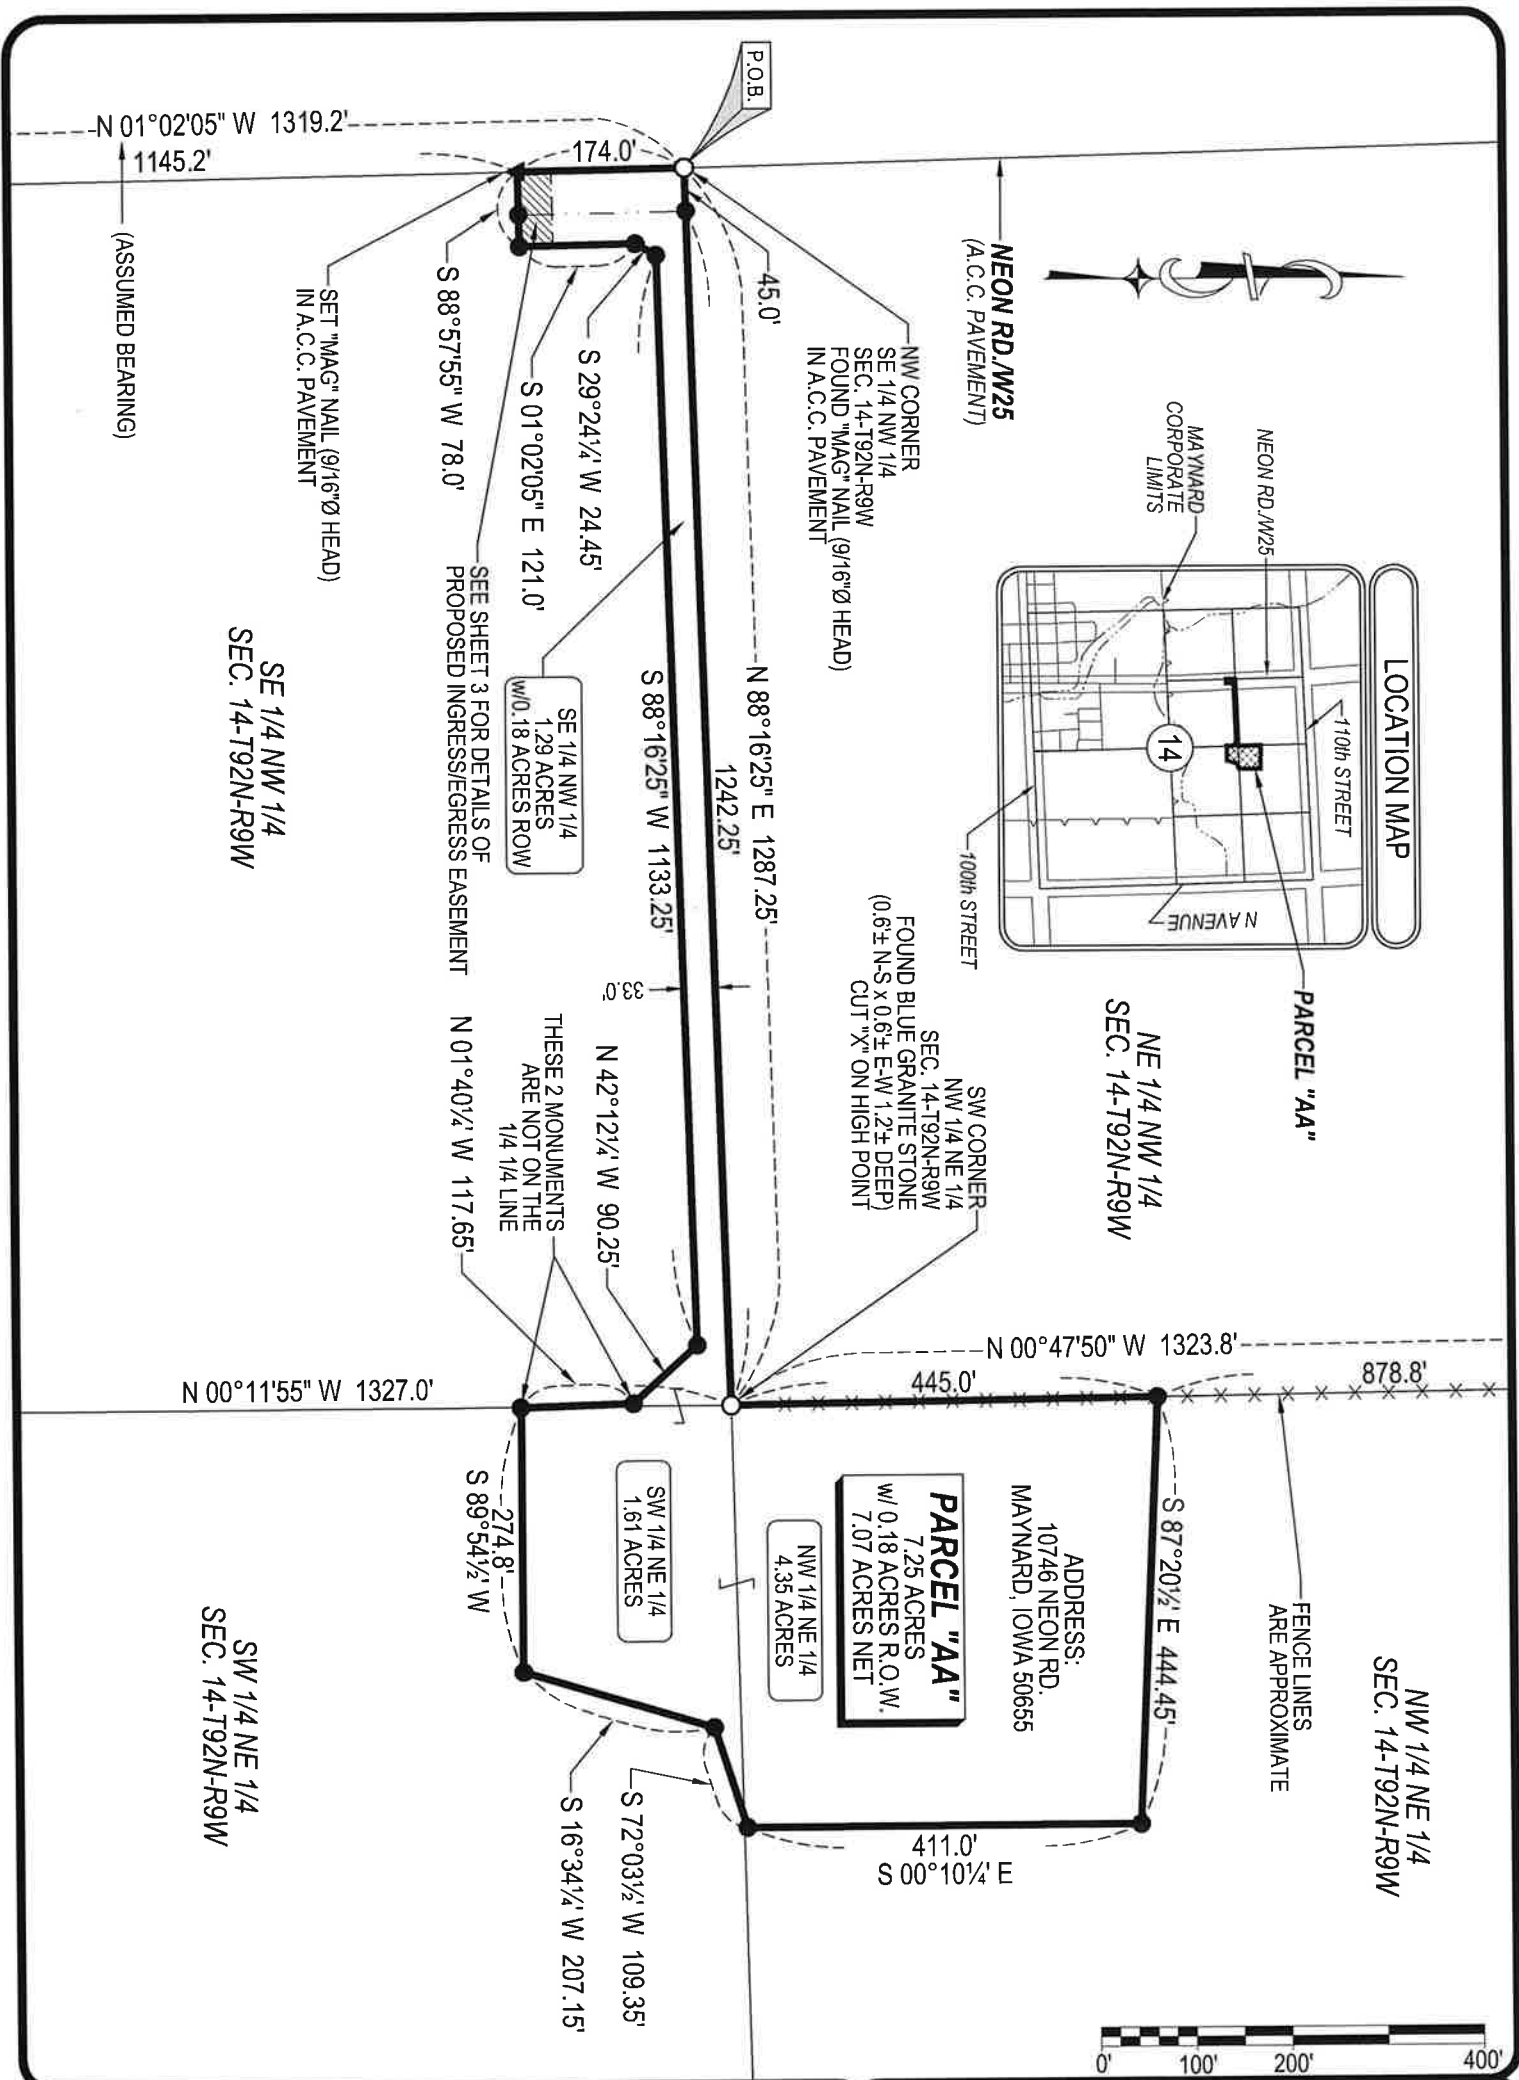 P.O.B.
N 01°02'05" W 1319.2'
1145.2'
174.0'
(ASSUMED BEARING)
NEON RD./W25
(A.C.C. PAVEMENT)
45.0'
NW CORNER
SE 1/4 NW 1/4
SEC. 14-T92N-R9W
FOUND "MAG" NAIL (9/16"Ø HEAD)
IN A.C.C. PAVEMENT
SET "MAG" NAIL (9/16"Ø HEAD)
IN A.C.C. PAVEMENT
S 88°57'55" W 78.0'
S 01°02'05" E 121.0'
S 29°24¼' W 24.45'
SEE SHEET 3 FOR DETAILS OF
PROPOSED INGRESS/EGRESS EASEMENT
SE 1/4 NW 1/4
1.29 ACRES
w/0.18 ACRES ROW
SE 1/4 NW 1/4
SEC. 14-T92N-R9W
N 88°16'25" E 1287.25'
1242.25'
S 88°16'25" W 1133.25'
33.0'
LOCATION MAP
NEON RD./W25
MAYNARD
CORPORATE
LIMITS
110th STREET
14
100th STREET
N AVENUE
PARCEL "AA"
NE 1/4 NW 1/4
SEC. 14-T92N-R9W
SW CORNER
NW 1/4 NE 1/4
SEC. 14-T92N-R9W
FOUND BLUE GRANITE STONE
(0.6'± N-S x 0.6'± E-W 1.2'± DEEP)
CUT "X" ON HIGH POINT
N 42°12¼' W 90.25'
THESE 2 MONUMENTS
ARE NOT ON THE
1/4 1/4 LINE
N 01°40¼' W 117.65'
N 00°11'55" W 1327.0'
N 00°47'50" W 1323.8'
445.0'
878.8'
FENCE LINES
ARE APPROXIMATE
S 87°20½' E 444.45'
ADDRESS:
10746 NEON RD.
MAYNARD, IOWA 50655
PARCEL "AA"
7.25 ACRES
w/ 0.18 ACRES R.O.W.
7.07 ACRES NET
NW 1/4 NE 1/4
4.35 ACRES
SW 1/4 NE 1/4
1.61 ACRES
274.8'
S 89°54½' W
411.0'
S 00°10¼' E
S 72°03½' W 109.35'
S 16°34¼' W 207.15'
NW 1/4 NE 1/4
SEC. 14-T92N-R9W
SW 1/4 NE 1/4
SEC. 14-T92N-R9W
0' 100' 200' 400'